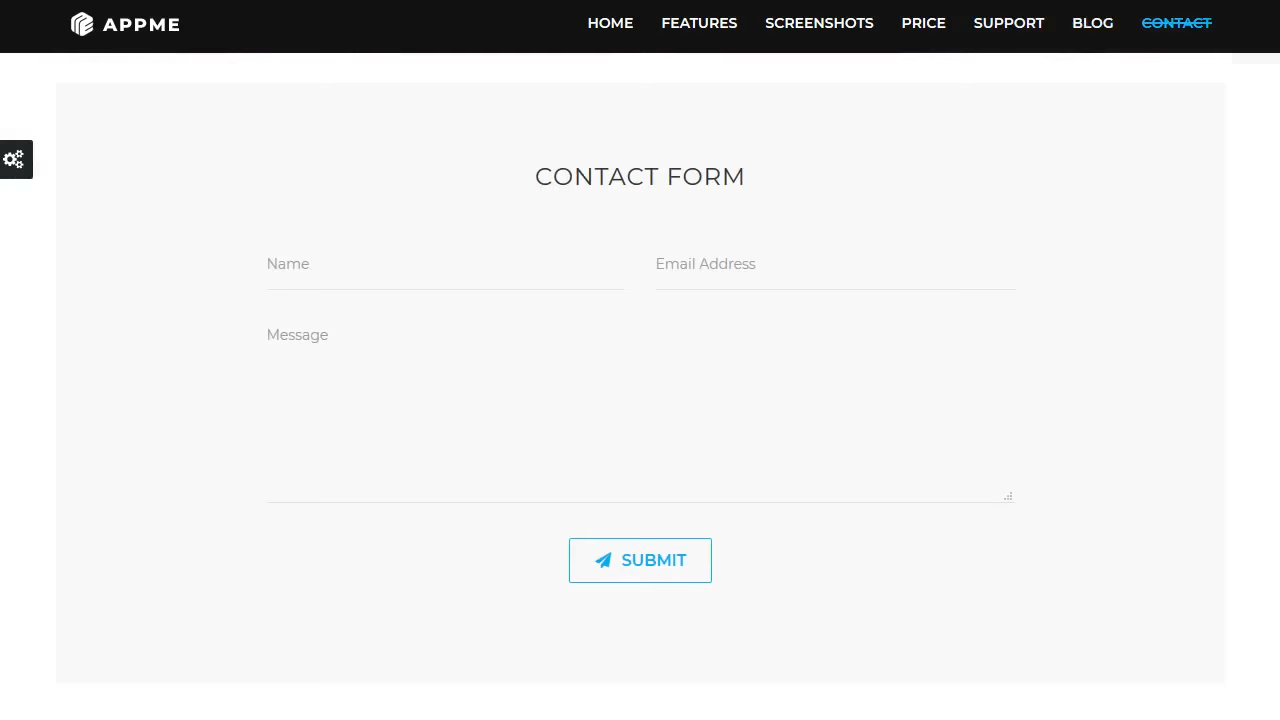 APPME HOME FEATURES SCREENSHOTS PRICE SUPPORT BLOG CONTACT
CONTACT FORM
Name Email Address
Message
SUBMIT